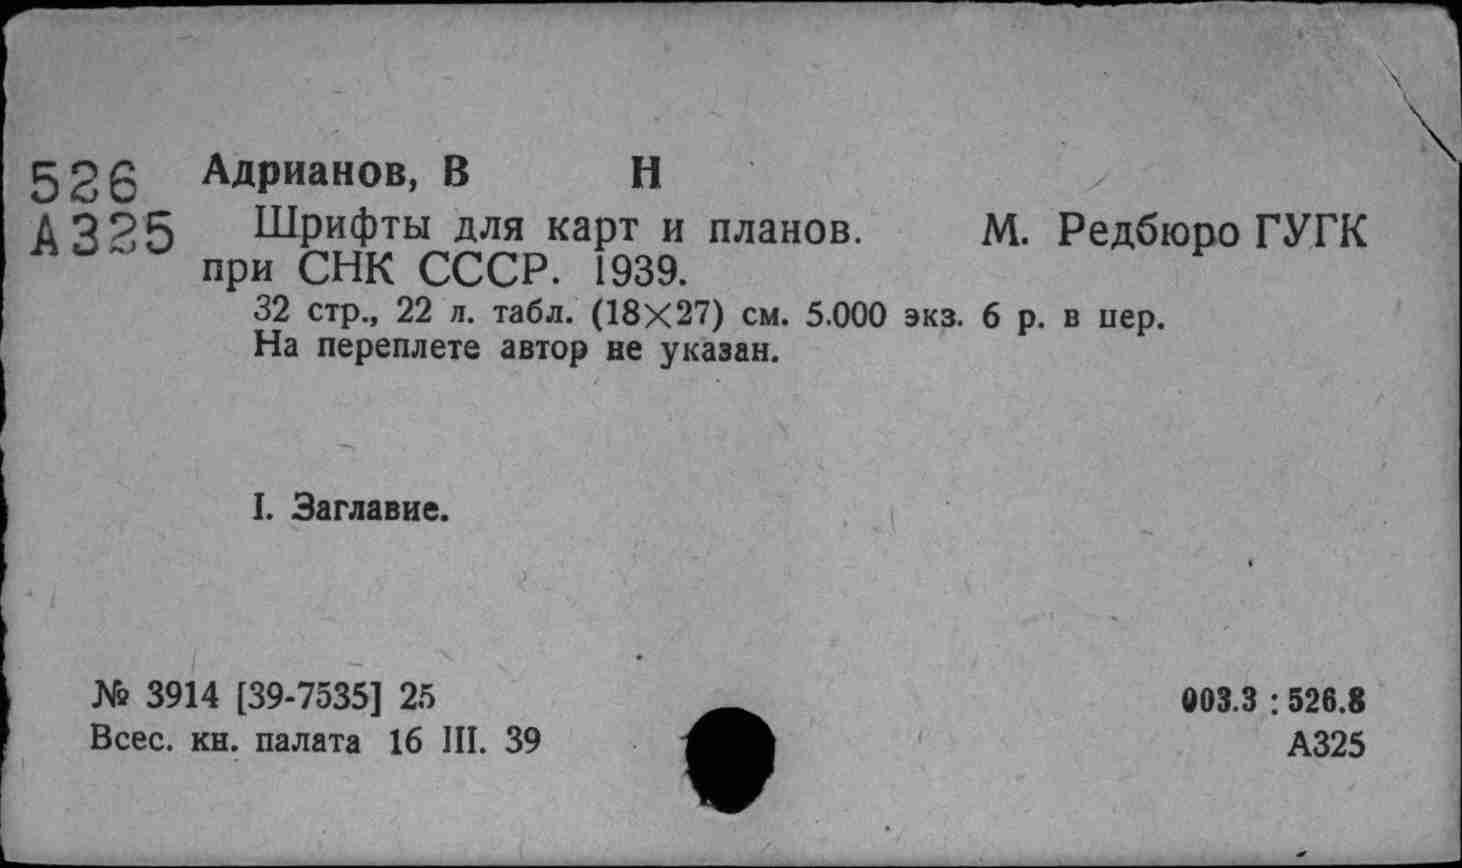 526 Адрианов, В Н
А325 Шрифты для карт и планов. М. Редбюро ГУГК
при СНК СССР. 1939.
32 стр., 22 л. табл. (18×27) см. 5.000 экз. 6 р. в пер.
На переплете автор не указан.
I. Заглавие.
№ 3914 [39-7535] 25 003.3 : 526.8
Всес. кн. палата 16 III. 39 А325